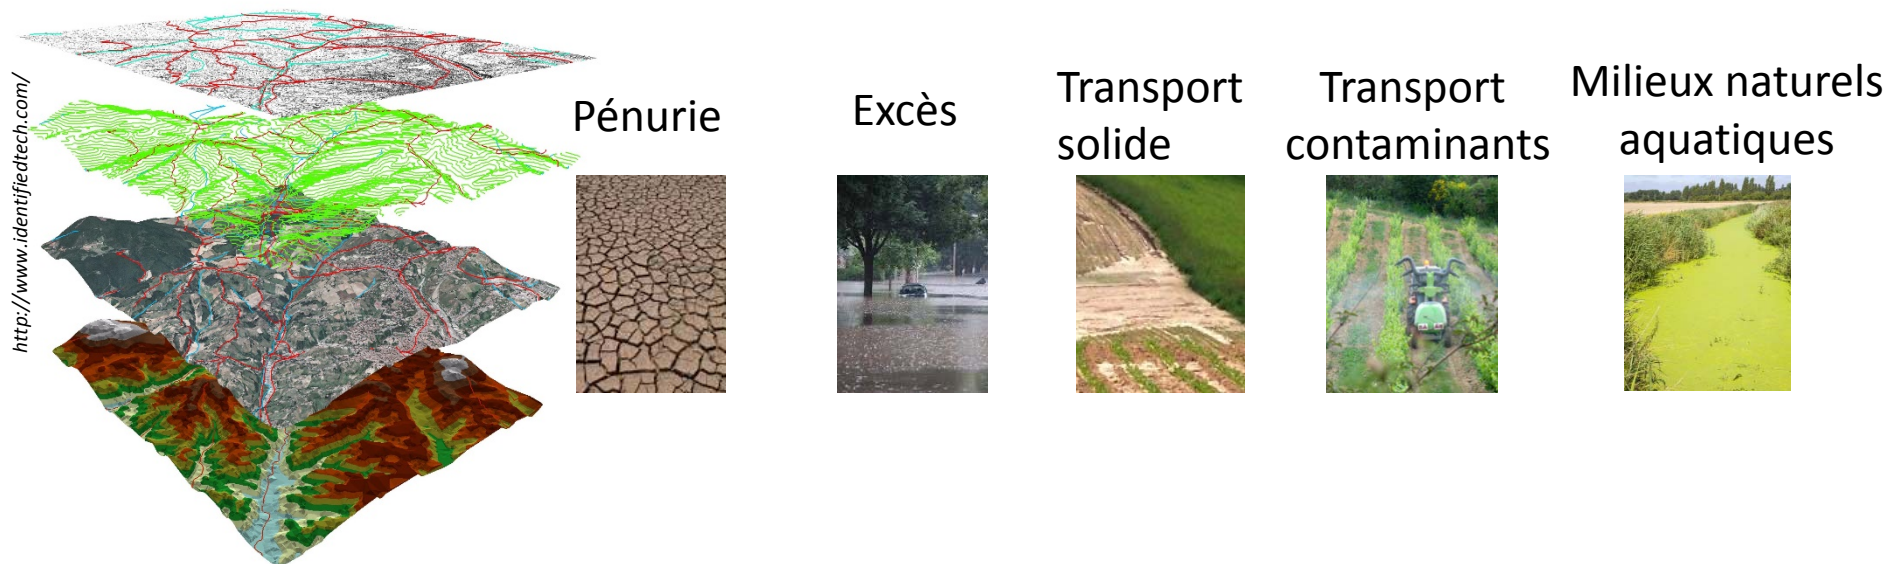 http://www.identifiedtech.com/
Pénurie
Excès
Transport
solide
Transport
contaminants
Milieux naturels
aquatiques